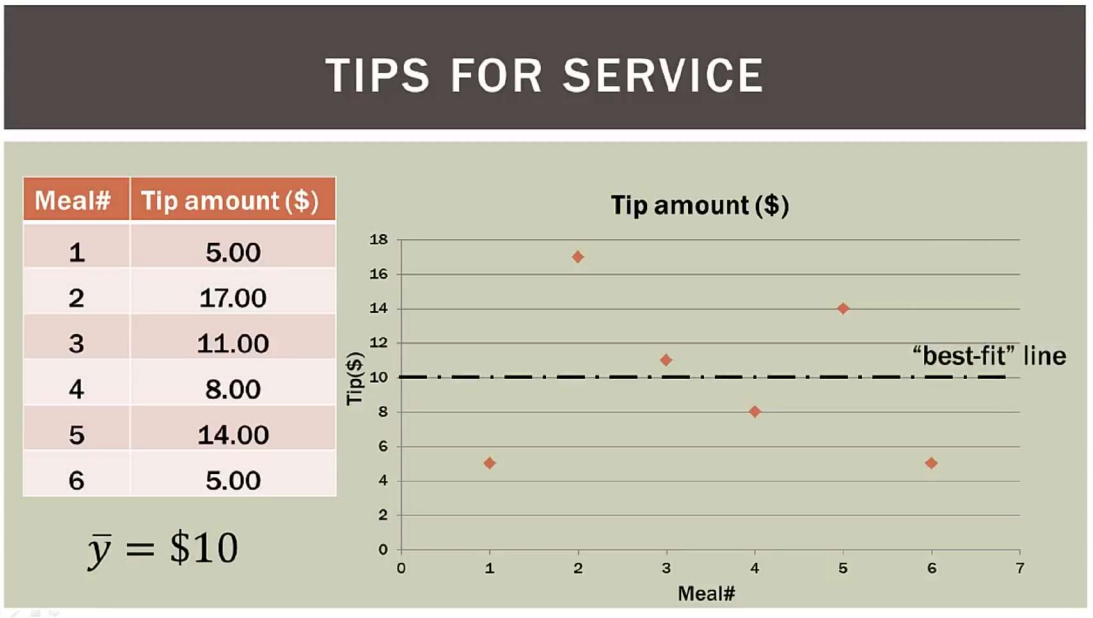 TIPS FOR SERVICE
Meal# Tip amount ($)
1 5.00
2 17.00
3 11.00
4 8.00
5 14.00
6 5.00
ȳ = $10
Tip amount ($)
18
16
14
12
10
8
6
4
2
0
Tip($)
“best-fit” line
0 1 2 3 4 5 6 7
Meal#